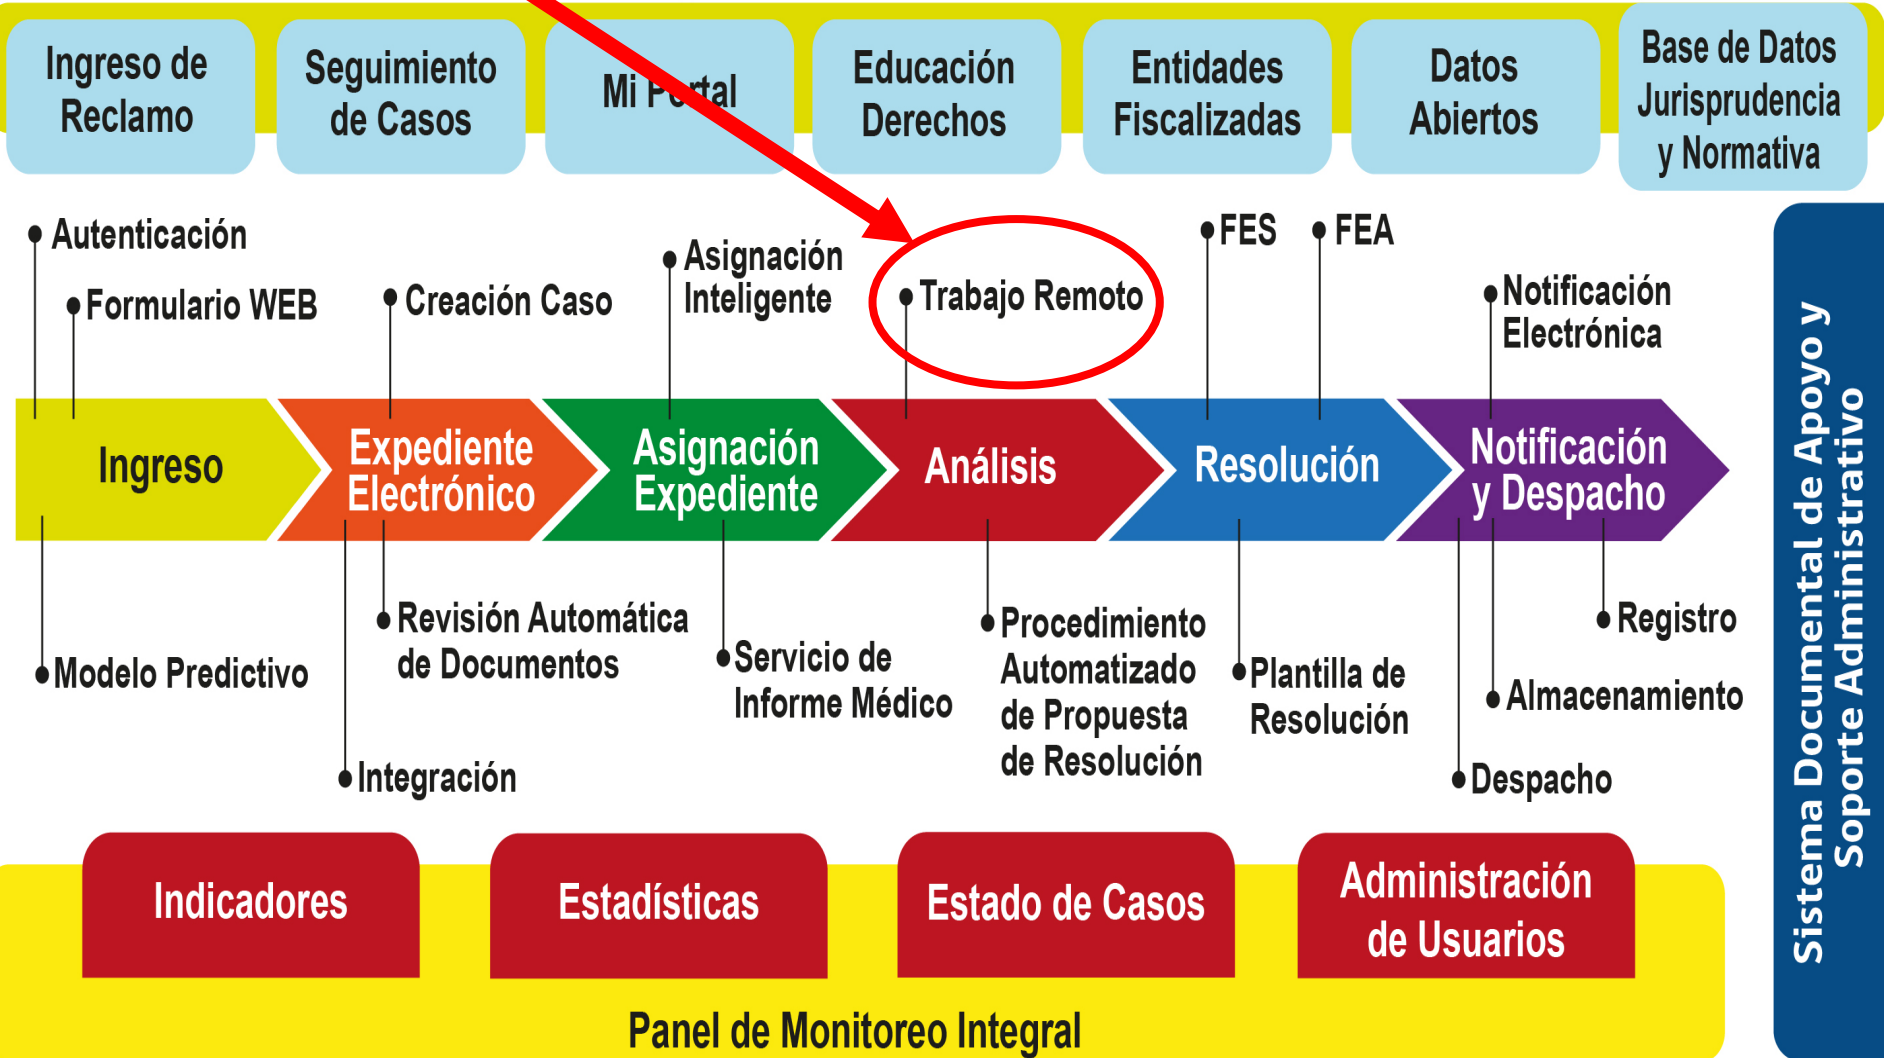 Ingreso de
Reclamo
Seguimiento
de Casos
Mi Portal
Educación
Derechos
Entidades
Fiscalizadas
Datos
Abiertos
Base de Datos
Jurisprudencia
y Normativa
Autenticación
Formulario WEB
Creación Caso
Asignación
Inteligente
Trabajo Remoto
FES
FEA
Notificación
Electrónica
Ingreso
Expediente
Electrónico
Asignación
Expediente
Análisis
Resolución
Notificación
y Despacho
Modelo Predictivo
Integración
Revisión Automática
de Documentos
Servicio de
Informe Médico
Procedimiento
Automatizado
de Propuesta
de Resolución
Plantilla de
Resolución
Despacho
Almacenamiento
Registro
Sistema Documental de Apoyo y
Soporte Administrativo
Indicadores
Estadísticas
Estado de Casos
Administración
de Usuarios
Panel de Monitoreo Integral